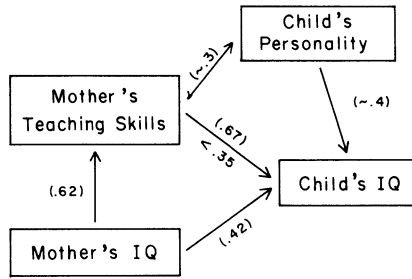 Child's
Personality
(~.3)
Mother's
Teaching Skills
(~.4)
(.67)
<.35
Child's IQ
(.62)
(.42)
Mother's IQ